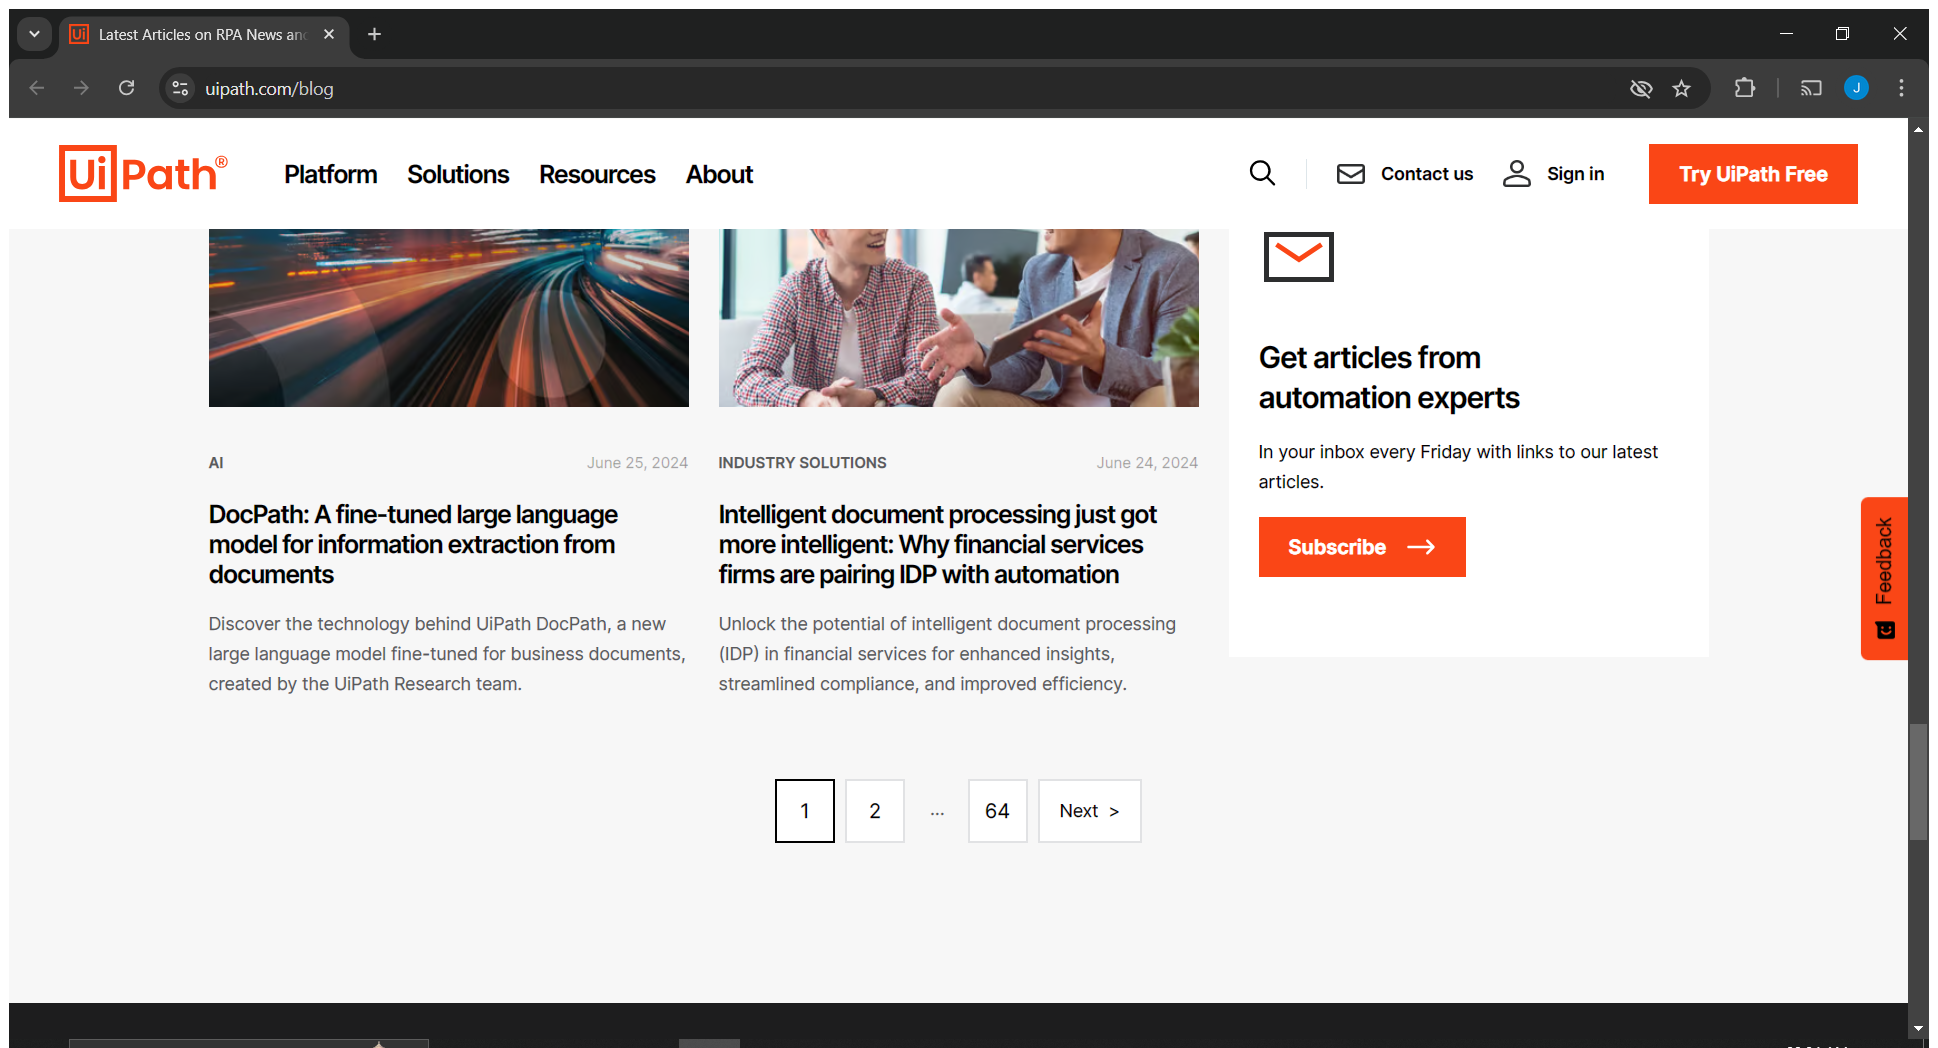 Latest Articles on RPA News and
uipath.com/blog
J
UiPath®
Platform
Solutions
Resources
About
Contact us
Sign in
Try UiPath Free
AI
June 25, 2024
DocPath: A fine-tuned large language
model for information extraction from
documents
Discover the technology behind UiPath DocPath, a new
large language model fine-tuned for business documents,
created by the UiPath Research team.
INDUSTRY SOLUTIONS
June 24, 2024
Intelligent document processing just got
more intelligent: Why financial services
firms are pairing IDP with automation
Unlock the potential of intelligent document processing
(IDP) in financial services for enhanced insights,
streamlined compliance, and improved efficiency.
Get articles from
automation experts
In your inbox every Friday with links to our latest
articles.
Subscribe
Feedback
1
2
...
64
Next >